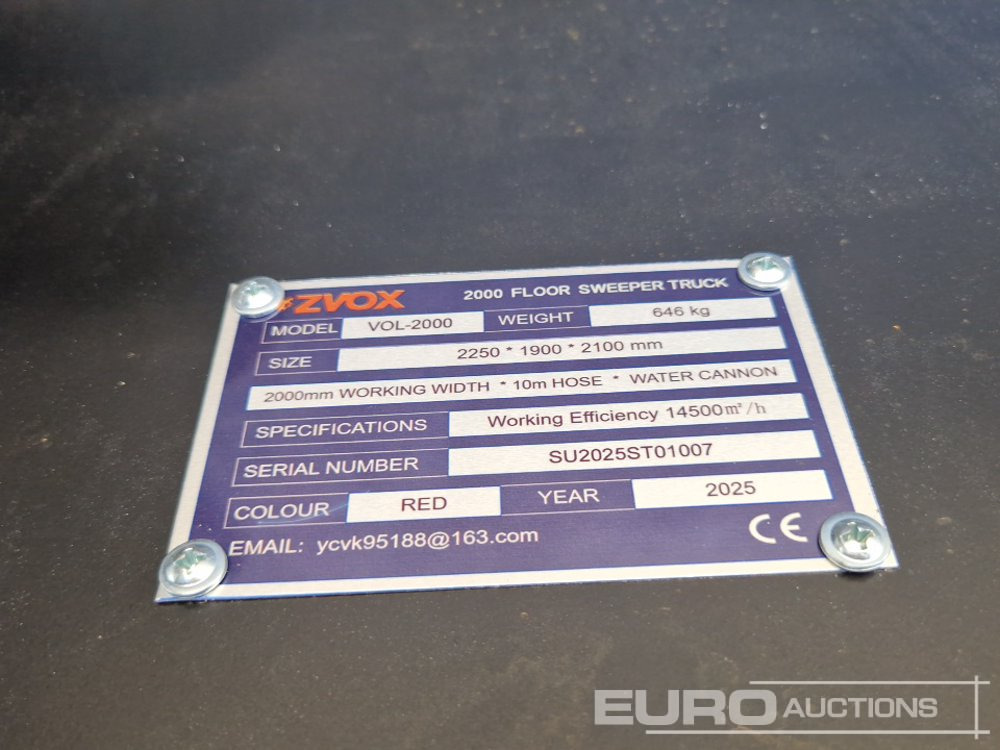 ZVOX 2000 FLOOR SWEEPER TRUCK
MODEL VOL-2000 WEIGHT 646 kg
SIZE 2250 * 1900 * 2100 mm
2000mm WORKING WIDTH * 10m HOSE * WATER CANNON
SPECIFICATIONS Working Efficiency 14500㎡/h
SERIAL NUMBER SU2025ST01007
COLOUR RED YEAR 2025
EMAIL: ycvk95188@163.com CE
EURO AUCTIONS